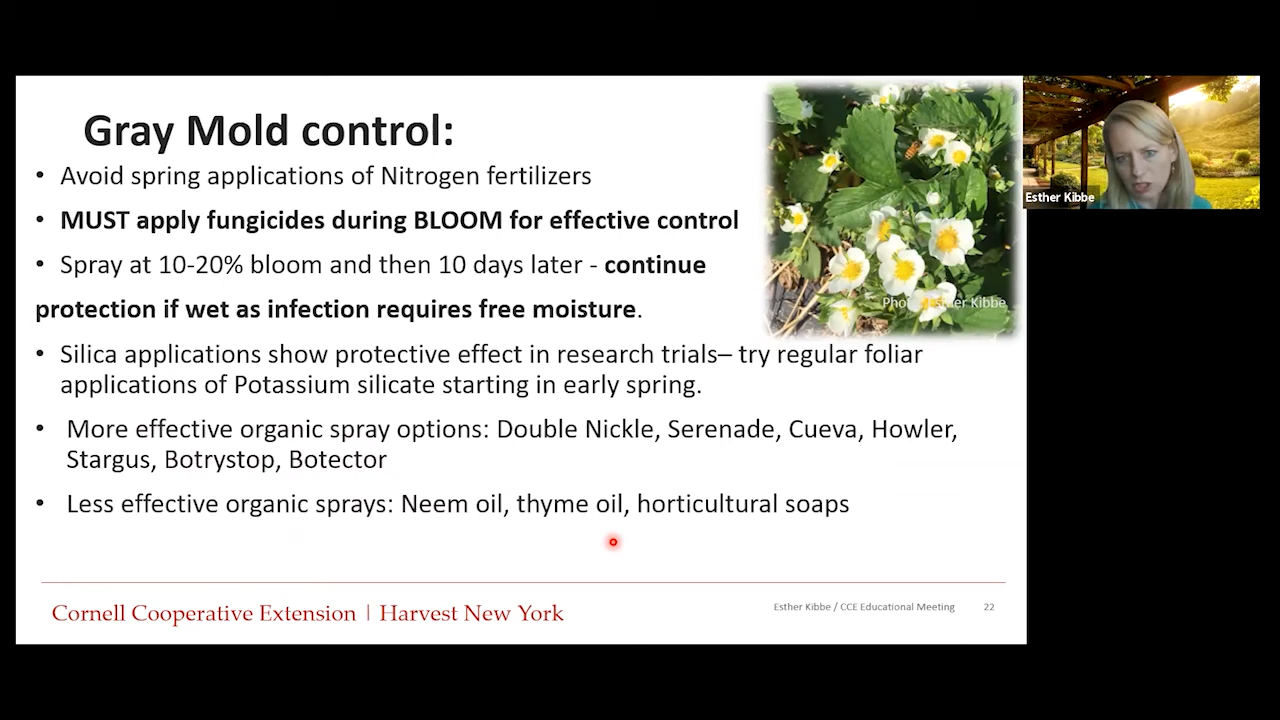 Gray Mold control:
• Avoid spring applications of Nitrogen fertilizers
• MUST apply fungicides during BLOOM for effective control
• Spray at 10-20% bloom and then 10 days later - continue
protection if wet as infection requires free moisture.
• Silica applications show protective effect in research trials– try regular foliar
applications of Potassium silicate starting in early spring.
• More effective organic spray options: Double Nickle, Serenade, Cueva, Howler,
Stargus, Botrystop, Botector
• Less effective organic sprays: Neem oil, thyme oil, horticultural soaps
Kibbe
Esther Kibbe
Cornell Cooperative Extension | Harvest New York
Esther Kibbe / CCE Educational Meeting
22